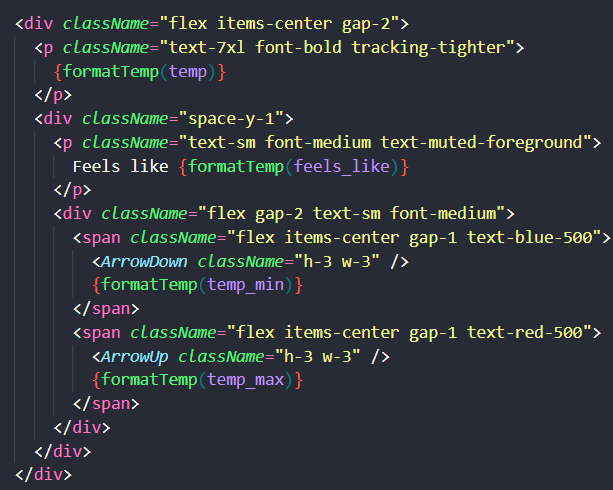 <div className="flex items-center gap-2">
  <p className="text-7xl font-bold tracking-tighter">
    {formatTemp(temp)}
  </p>
  <div className="space-y-1">
    <p className="text-sm font-medium text-muted-foreground">
      Feels like {formatTemp(feels_like)}
    </p>
    <div className="flex gap-2 text-sm font-medium">
      <span className="flex items-center gap-1 text-blue-500">
        <ArrowDown className="h-3 w-3" />
        {formatTemp(temp_min)}
      </span>
      <span className="flex items-center gap-1 text-red-500">
        <ArrowUp className="h-3 w-3" />
        {formatTemp(temp_max)}
      </span>
    </div>
  </div>
</div>